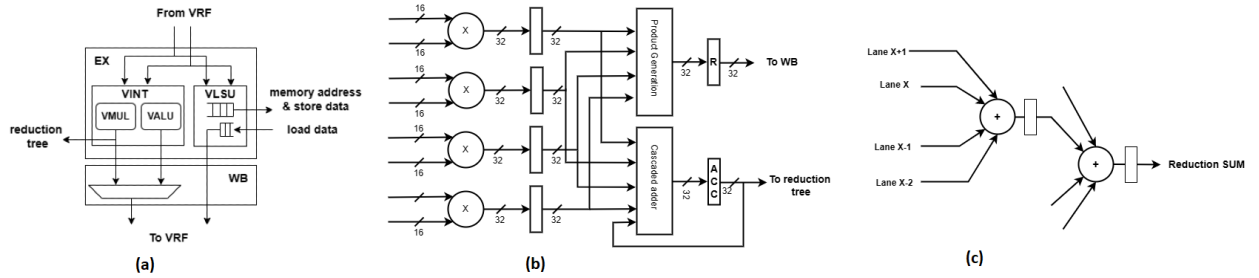 From VRF
EX
VINT
VLSU
VMUL
VALU
memory address
& store data
reduction
tree
load data
WB
To VRF
(a)
16
16
X
32
32
16
16
X
32
32
16
16
X
32
32
16
16
X
32
32
Product Generation
32
R
32
To WB
Cascaded adder
32
ACC
32
To reduction
tree
(b)
Lane X+1
Lane X
Lane X-1
Lane X-2
+
+
Reduction SUM
(c)